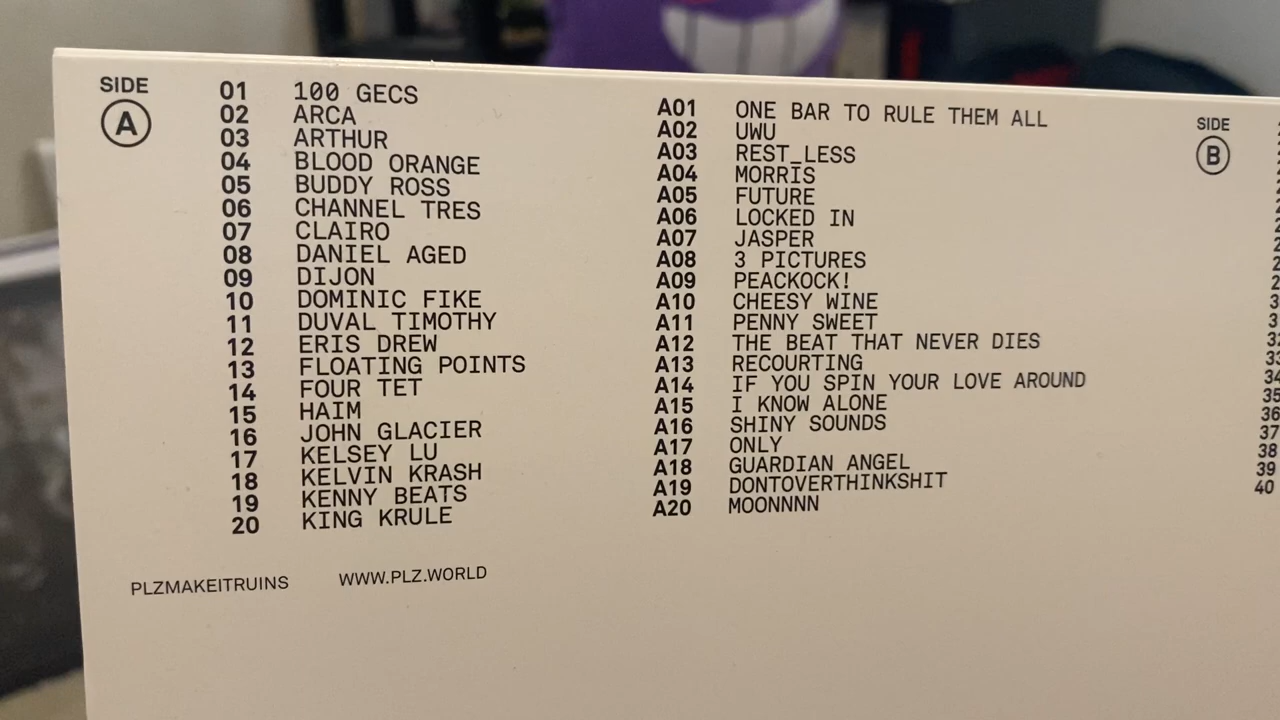 SIDE
A
01 100 GECS
02 ARCA
03 ARTHUR
04 BLOOD ORANGE
05 BUDDY ROSS
06 CHANNEL TRES
07 CLAIRO
08 DANIEL AGED
09 DIJON
10 DOMINIC FIKE
11 DUVAL TIMOTHY
12 ERIS DREW
13 FLOATING POINTS
14 FOUR TET
15 HAIM
16 JOHN GLACIER
17 KELSEY LU
18 KELVIN KRASH
19 KENNY BEATS
20 KING KRULE
A01 ONE BAR TO RULE THEM ALL
A02 UWU
A03 REST_LESS
A04 MORRIS
A05 FUTURE
A06 LOCKED IN
A07 JASPER
A08 3 PICTURES
A09 PEACKOCK!
A10 CHEESY WINE
A11 PENNY SWEET
A12 THE BEAT THAT NEVER DIES
A13 RECOURTING
A14 IF YOU SPIN YOUR LOVE AROUND
A15 I KNOW ALONE
A16 SHINY SOUNDS
A17 ONLY
A18 GUARDIAN ANGEL
A19 DONTOVERTHINKSHIT
A20 MOONNNN
SIDE
B
34
35
36
37
38
39
40
PLZMAKEITRUINS WWW.PLZ.WORLD